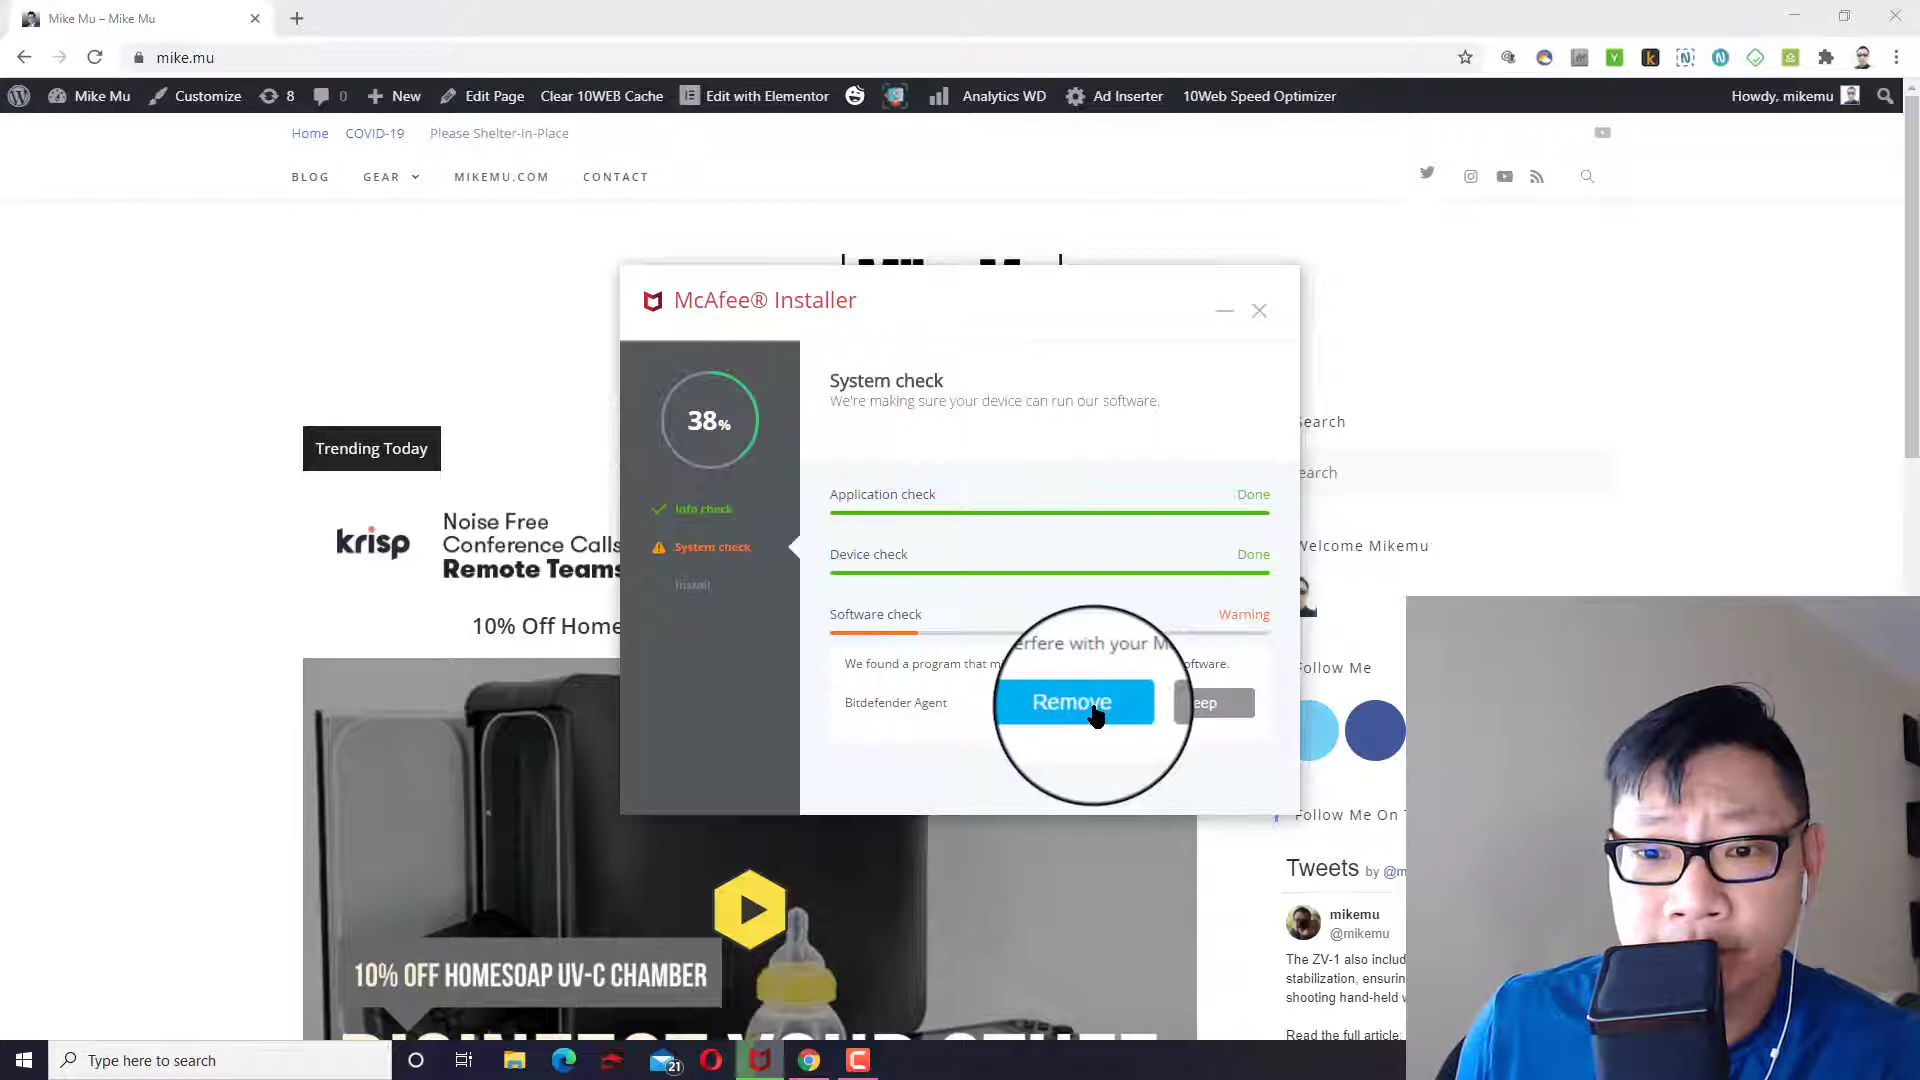 Mike Mu – Mike Mu
mike.mu
Mike Mu Customize 8 0 New Edit Page Clear 10WEB Cache Edit with Elementor Analytics WD Ad Inserter 10Web Speed Optimizer Howdy, mikemu
Home COVID-19 Please Shelter-In-Place
BLOG GEAR MIKEMU.COM CONTACT
McAfee® Installer
38%
Info check
System check
Install
System check
We're making sure your device can run our software.
Application check Done
Device check Done
Software check Warning
erfere with your M
We found a program that oftware.
Bitdefender Agent Remove eep
Trending Today
krisp
Noise Free
Conference Calls
Remote Teams
10% Off Home
10% OFF HOMESOAP UV-C CHAMBER
DISINFECT YOUR STUFF
Search
earch
Welcome Mikemu
Follow Me
Follow Me On T
Tweets by @m
mikemu
@mikemu
The ZV-1 also includ
stabilization, ensurin
shooting hand-held w
Read the full article:
Type here to search
21